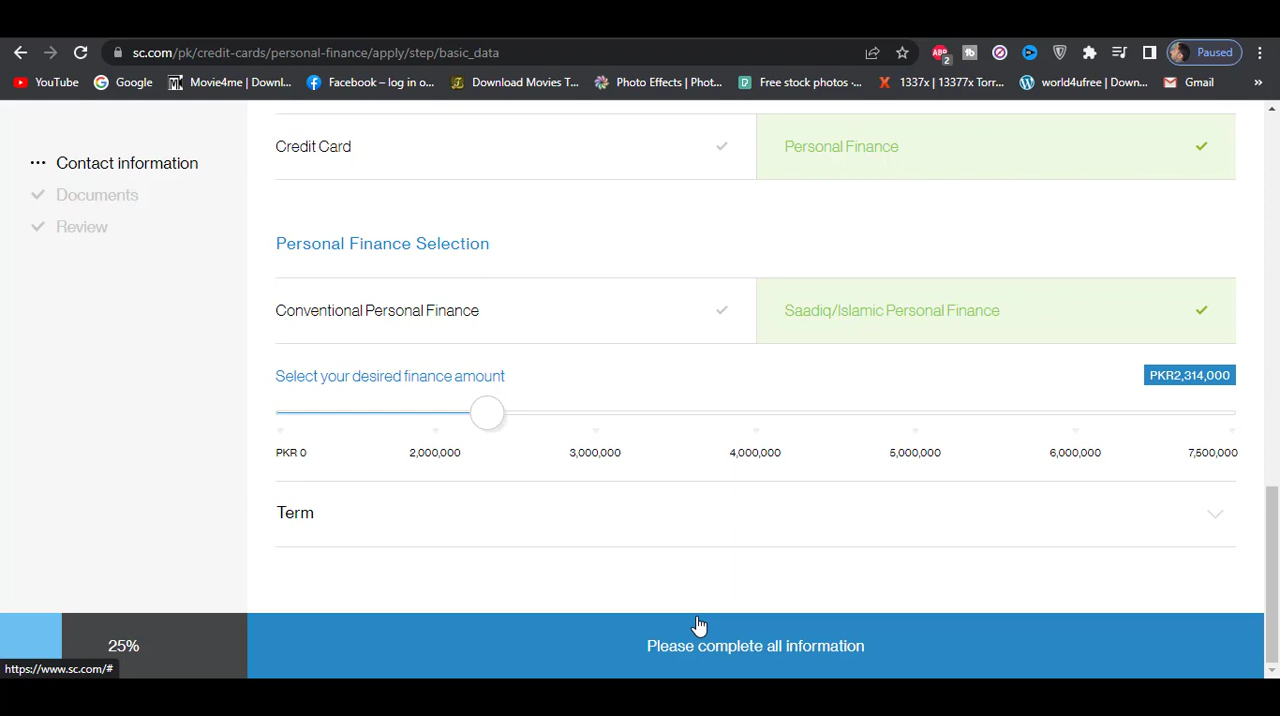 sc.com/pk/credit-cards/personal-finance/apply/step/basic_data
ABP
2
tb
Paused
YouTube
Google
Movie4me | Downl...
Facebook – log in o...
Download Movies T...
Photo Effects | Phot...
Free stock photos ·...
1337x | 13377x Torr...
world4ufree | Down...
Gmail
»
Contact information
Documents
Review
Credit Card
Personal Finance
Personal Finance Selection
Conventional Personal Finance
Saadiq/Islamic Personal Finance
Select your desired finance amount
PKR2,314,000
PKR 0
2,000,000
3,000,000
4,000,000
5,000,000
6,000,000
7,500,000
Term
25%
Please complete all information
https://www.sc.com/#